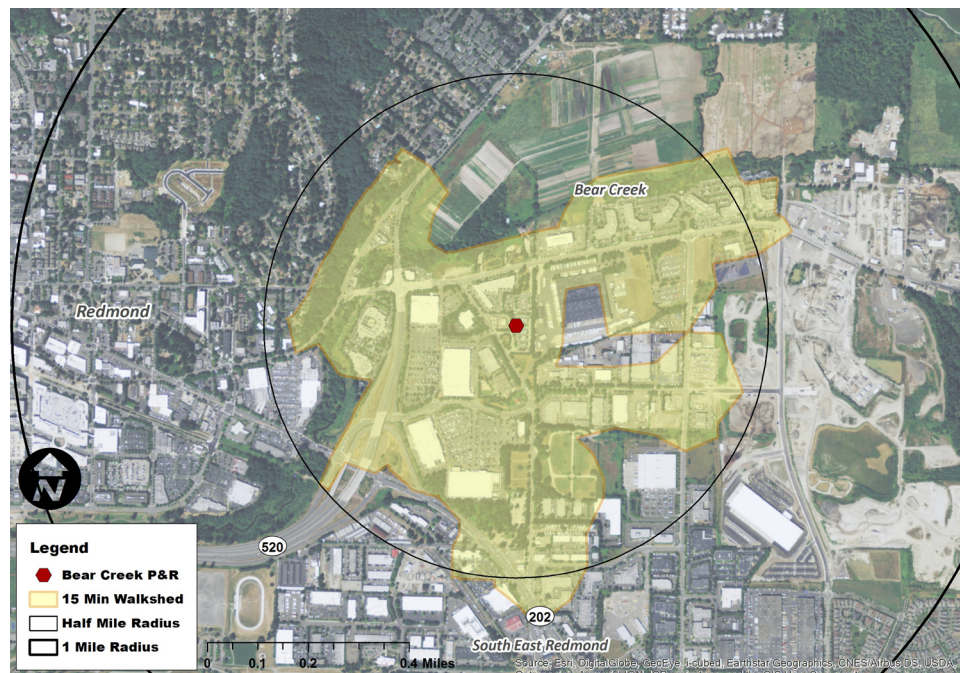 Bear Creek
Redmond
N
Legend
Bear Creek P&R
15 Min Walkshed
Half Mile Radius
1 Mile Radius
520
202
South East Redmond
0 0.1 0.2 0.4 Miles
Source: Esri, DigitalGlobe, GeoEye, i-cubed, Earthstar Geographics, CNES/Airbus DS, USDA,